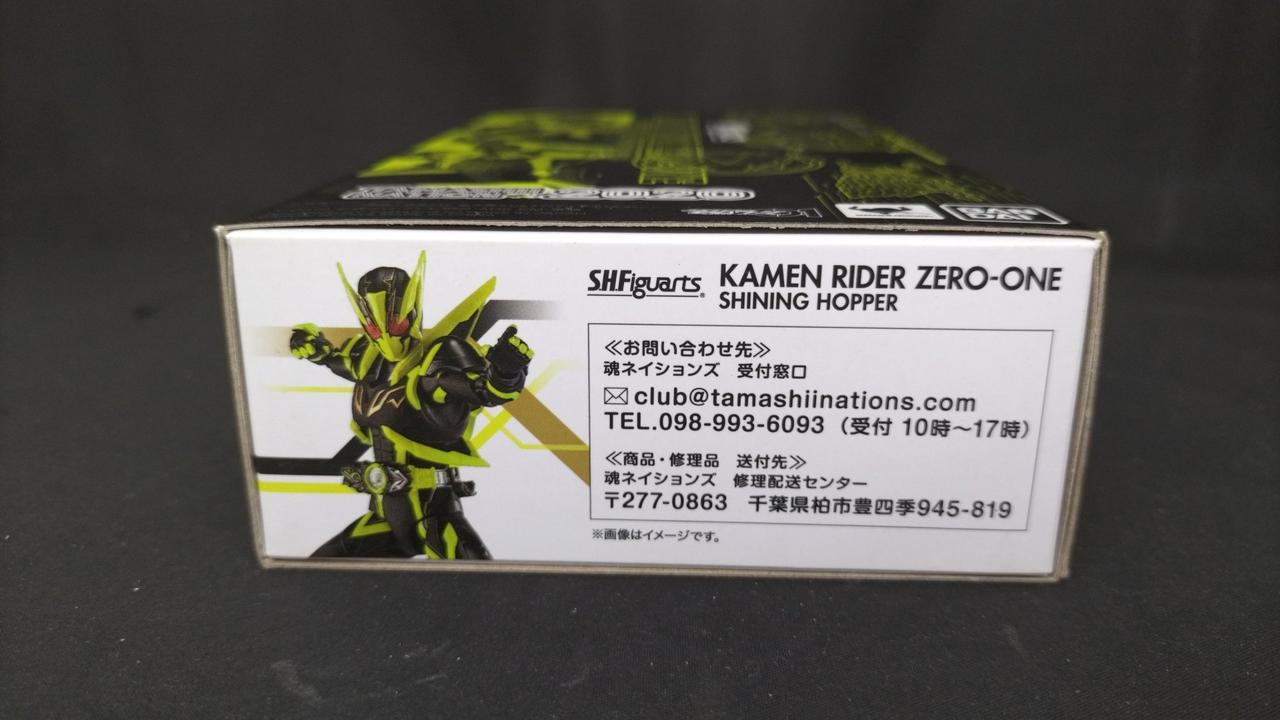 S.H.Figuarts
KAMEN RIDER ZERO-ONE
SHINING HOPPER
≪お問い合わせ先≫
魂ネイションズ 受付窓口
club@tamashiinations.com
TEL.098-993-6093 (受付 10時～17時)
≪商品・修理品 送付先≫
魂ネイションズ 修理配送センター
〒277-0863 千葉県柏市豊四季945-819
※画像はイメージです。